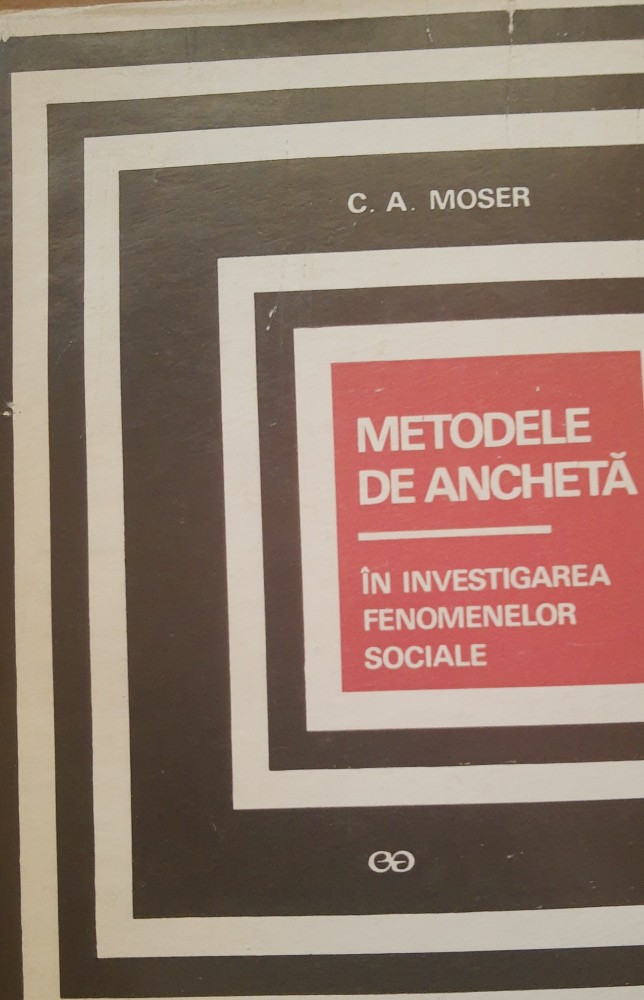 C. A. MOSER
METODELE
DE ANCHETĂ
ÎN INVESTIGAREA
FENOMENELOR
SOCIALE